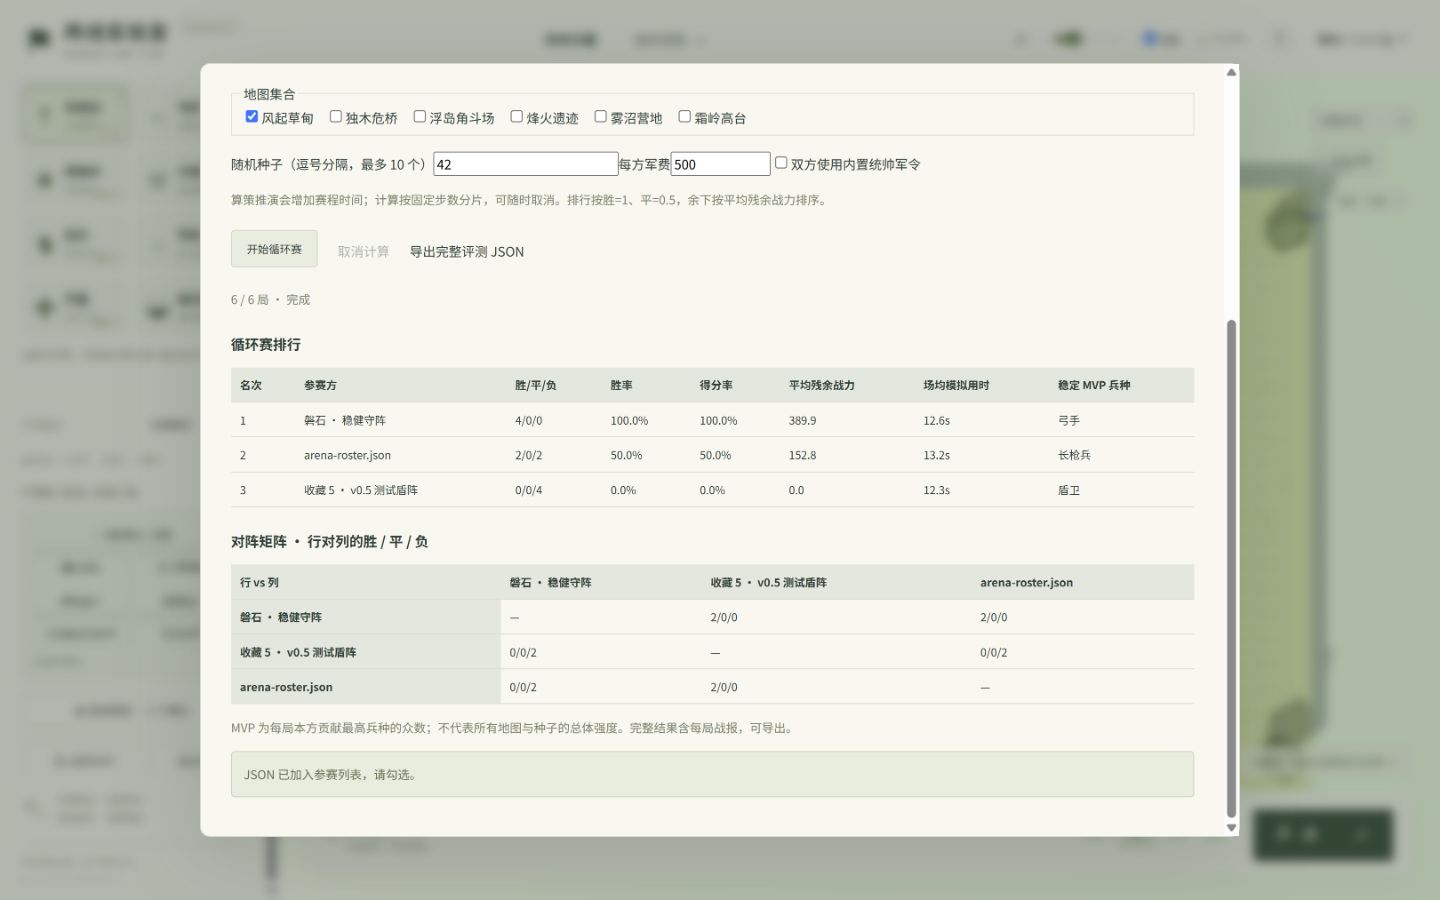 地图集合
风起草甸 独木危桥 浮岛角斗场 烽火遗迹 雾沼营地 霜岭高台
随机种子（逗号分隔，最多 10 个） 42 每方军费 500 双方使用内置统帅军令
算策推演会增加赛程时间；计算按固定步数分片，可随时取消。排行按胜=1、平=0.5，余下按平均残余战力排序。
开始循环赛 取消计算 导出完整评测 JSON
6 / 6 局 · 完成
循环赛排行
名次 参赛方 胜/平/负 胜率 得分率 平均残余战力 场均模拟用时 稳定 MVP 兵种
1 磐石 · 稳健守阵 4/0/0 100.0% 100.0% 389.9 12.6s 弓手
2 arena-roster.json 2/0/2 50.0% 50.0% 152.8 13.2s 长枪兵
3 收藏 5 · v0.5 测试盾阵 0/0/4 0.0% 0.0% 0.0 12.3s 盾卫
对阵矩阵 · 行对列的胜 / 平 / 负
行 vs 列 磐石 · 稳健守阵 收藏 5 · v0.5 测试盾阵 arena-roster.json
磐石 · 稳健守阵 — 2/0/0 2/0/0
收藏 5 · v0.5 测试盾阵 0/0/2 — 0/0/2
arena-roster.json 0/0/2 2/0/0 —
MVP 为每局本方贡献最高兵种的众数；不代表所有地图与种子的总体强度。完整结果含每局战报，可导出。
JSON 已加入参赛列表，请勾选。